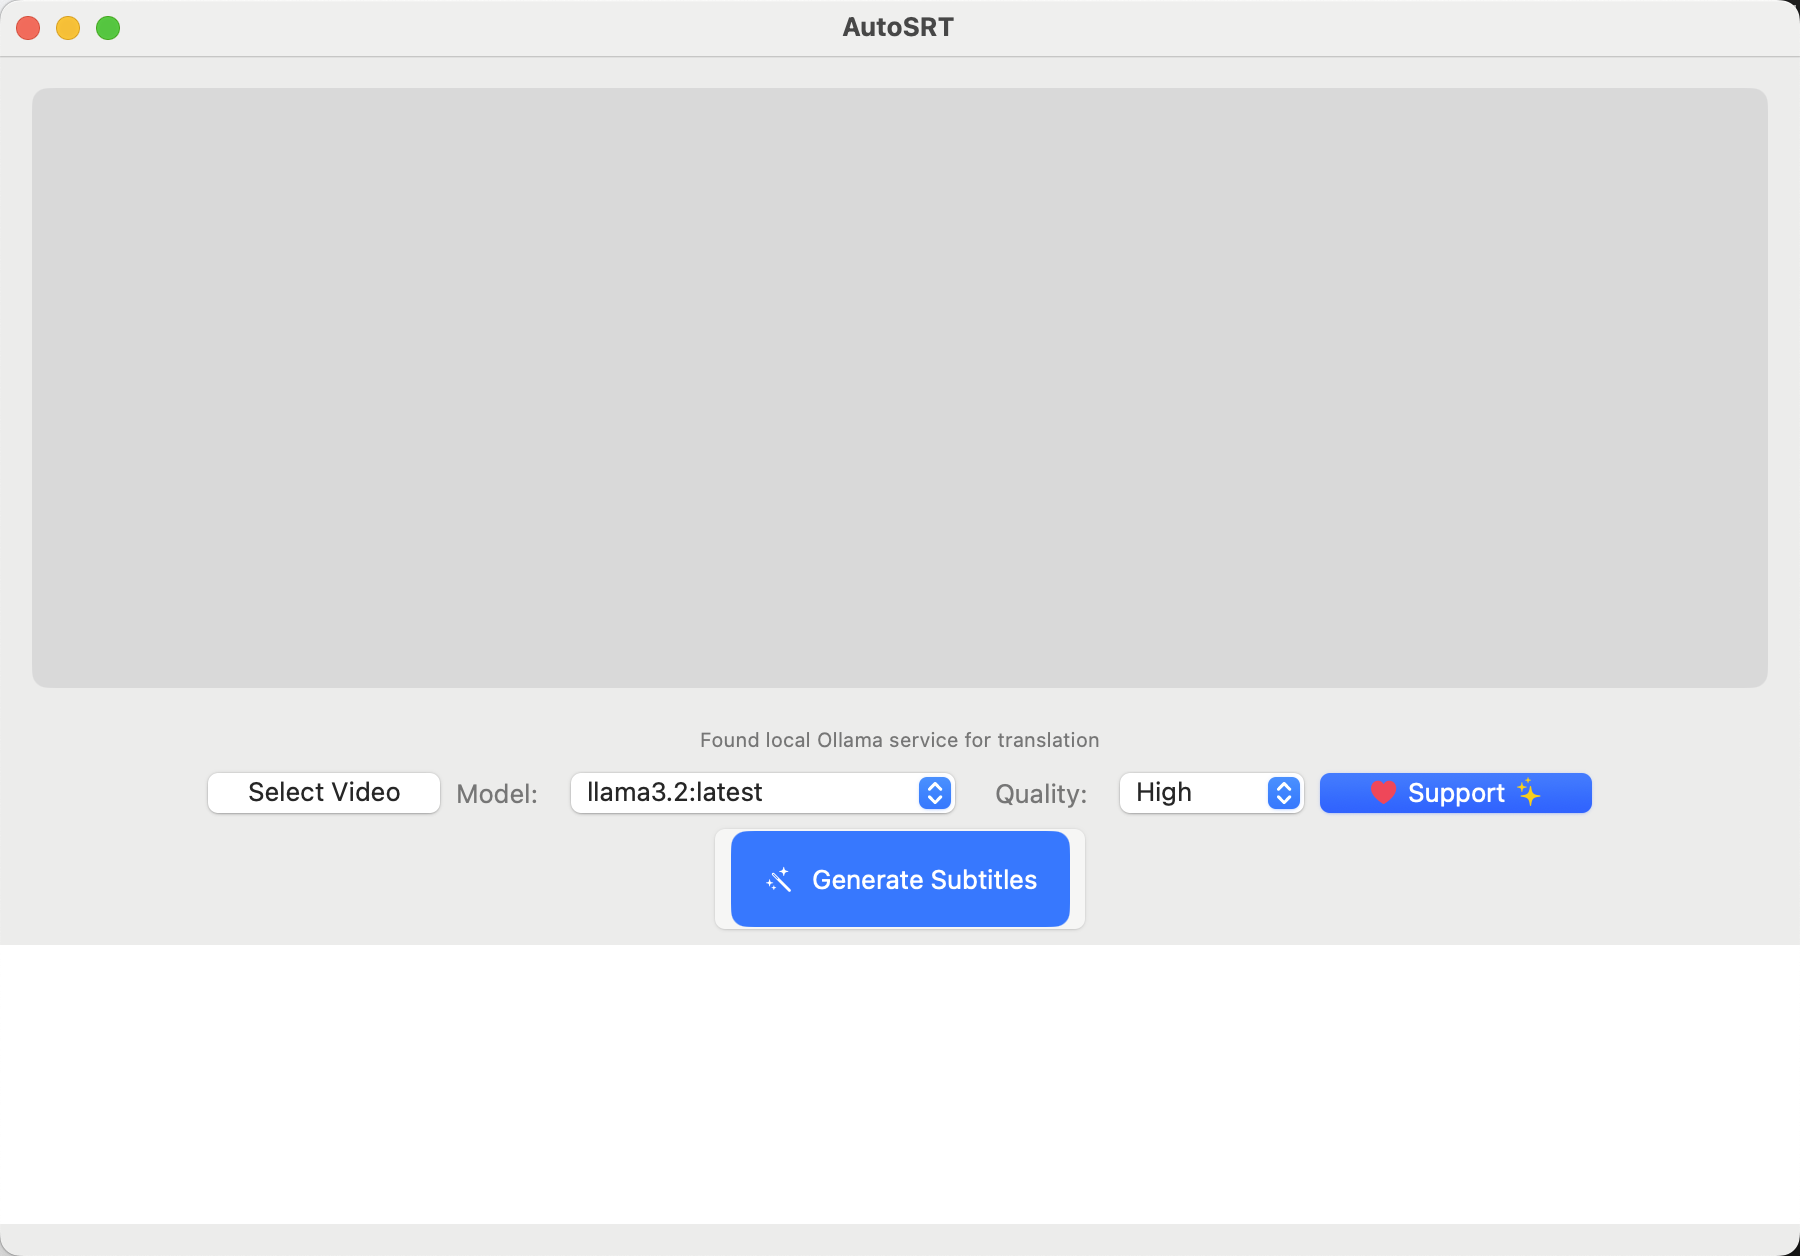 AutoSRT
Found local Ollama service for translation
Select Video Model: llama3.2:latest Quality: High ❤️ Support ✨
Generate Subtitles